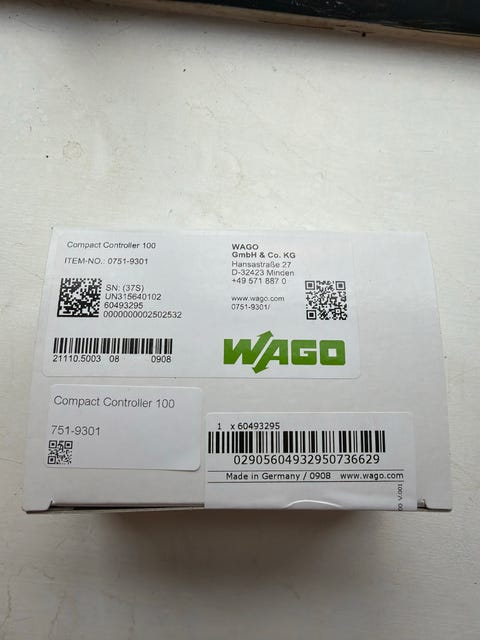 Compact Controller 100
ITEM-NO.: 0751-9301
SN: (37S)
UN315640102
60493295
0000000002502532
21110.5003 08 0908
WAGO
GmbH & Co. KG
Hansastraße 27
D-32423 Minden
+49 571 887 0
www.wago.com
0751-9301/
WAGO
Compact Controller 100
751-9301
1 x 60493295
02905604932950736629
Made in Germany / 0908 www.wago.com